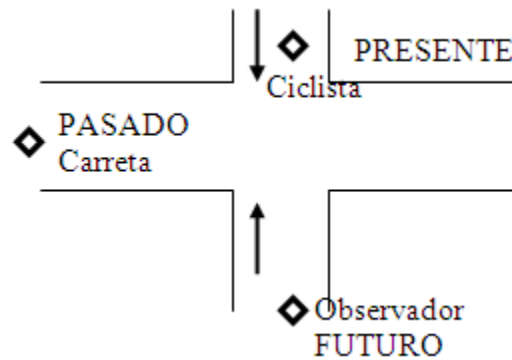 PRESENTE
Ciclista
PASADO
Carreta
Observador
FUTURO